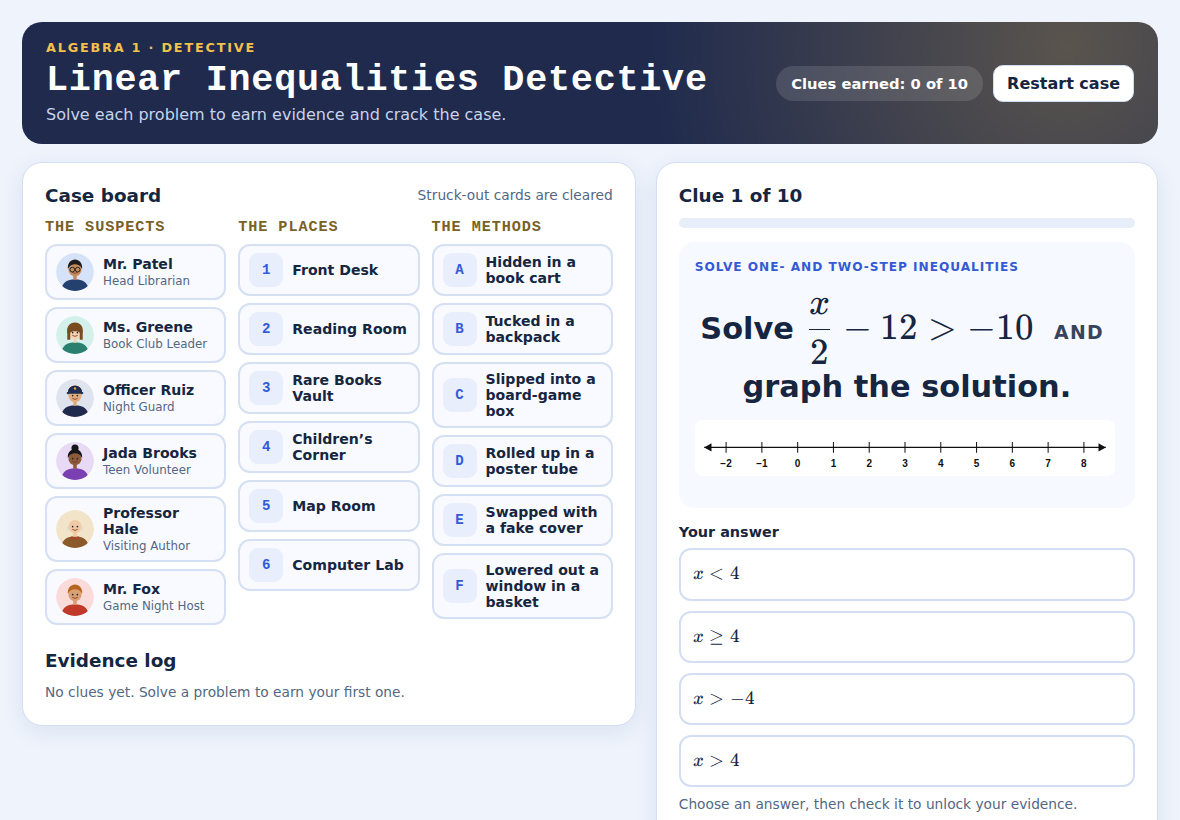 ALGEBRA 1 · DETECTIVE
Linear Inequalities Detective
Solve each problem to earn evidence and crack the case.
Clues earned: 0 of 10
Restart case
Case board
Struck-out cards are cleared
THE SUSPECTS
Mr. Patel
Head Librarian
Ms. Greene
Book Club Leader
Officer Ruiz
Night Guard
Jada Brooks
Teen Volunteer
Professor
Hale
Visiting Author
Mr. Fox
Game Night Host
THE PLACES
1 Front Desk
2 Reading Room
3 Rare Books
Vault
4 Children’s
Corner
5 Map Room
6 Computer Lab
THE METHODS
A Hidden in a
book cart
B Tucked in a
backpack
C Slipped into a
board-game
box
D Rolled up in a
poster tube
E Swapped with
a fake cover
F Lowered out a
window in a
basket
Evidence log
No clues yet. Solve a problem to earn your first one.
Clue 1 of 10
SOLVE ONE- AND TWO-STEP INEQUALITIES
Solve x/2 − 12 > −10 AND
graph the solution.
−2 −1 0 1 2 3 4 5 6 7 8
Your answer
x < 4
x ≥ 4
x > −4
x > 4
Choose an answer, then check it to unlock your evidence.